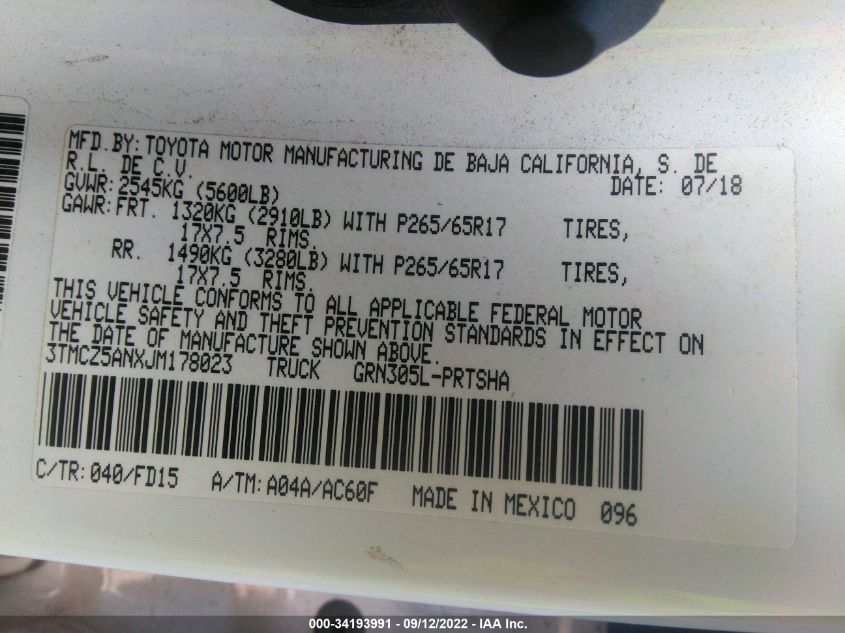 MFD.BY: TOYOTA MOTOR MANUFACTURING DE BAJA CALIFORNIA, S. DE
R.L. DE C.V. DATE: 07/18
GVWR: 2545KG (5600LB)
GAWR: FRT. 1320KG (2910LB) WITH P265/65R17 TIRES,
17X7.5 RIMS.
RR. 1490KG (3280LB) WITH P265/65R17 TIRES,
17X7.5 RIMS.
THIS VEHICLE CONFORMS TO ALL APPLICABLE FEDERAL MOTOR
VEHICLE SAFETY AND THEFT PREVENTION STANDARDS IN EFFECT ON
THE DATE OF MANUFACTURE SHOWN ABOVE.
3TMCZ5ANXJM178023 TRUCK GRN305L-PRTSHA
C/TR: 040/FD15 A/TM: A04A/AC60F MADE IN MEXICO 096
000-34193991 - 09/12/2022 - IAA Inc.